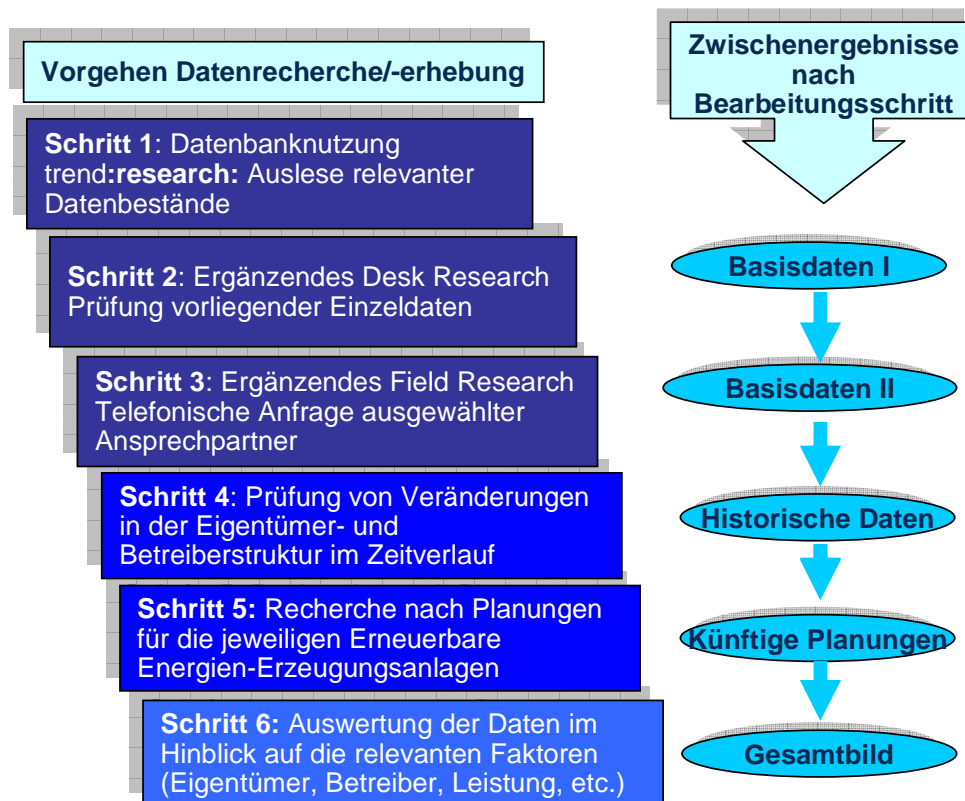 Vorgehen Datenrecherche/-erhebung
Schritt 1: Datenbanknutzung
trend:research: Auslese relevanter
Datenbestände
Schritt 2: Ergänzendes Desk Research
Prüfung vorliegender Einzeldaten
Schritt 3: Ergänzendes Field Research
Telefonische Anfrage ausgewählter
Ansprechpartner
Schritt 4: Prüfung von Veränderungen
in der Eigentümer- und
Betreiberstruktur im Zeitverlauf
Schritt 5: Recherche nach Planungen
für die jeweiligen Erneuerbare
Energien-Erzeugungsanlagen
Schritt 6: Auswertung der Daten im
Hinblick auf die relevanten Faktoren
(Eigentümer, Betreiber, Leistung, etc.)
Zwischenergebnisse
nach
Bearbeitungsschritt
Basisdaten I
Basisdaten II
Historische Daten
Künftige Planungen
Gesamtbild